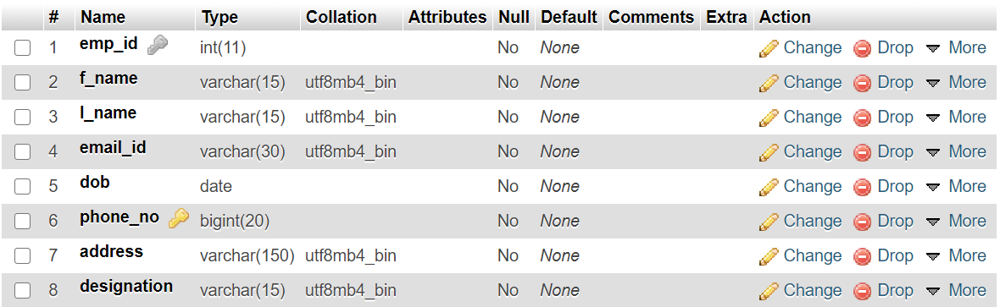 # Name Type Collation Attributes Null Default Comments Extra Action
1 emp_id int(11) No None Change Drop More
2 f_name varchar(15) utf8mb4_bin No None Change Drop More
3 l_name varchar(15) utf8mb4_bin No None Change Drop More
4 email_id varchar(30) utf8mb4_bin No None Change Drop More
5 dob date No None Change Drop More
6 phone_no bigint(20) No None Change Drop More
7 address varchar(150) utf8mb4_bin No None Change Drop More
8 designation varchar(15) utf8mb4_bin No None Change Drop More